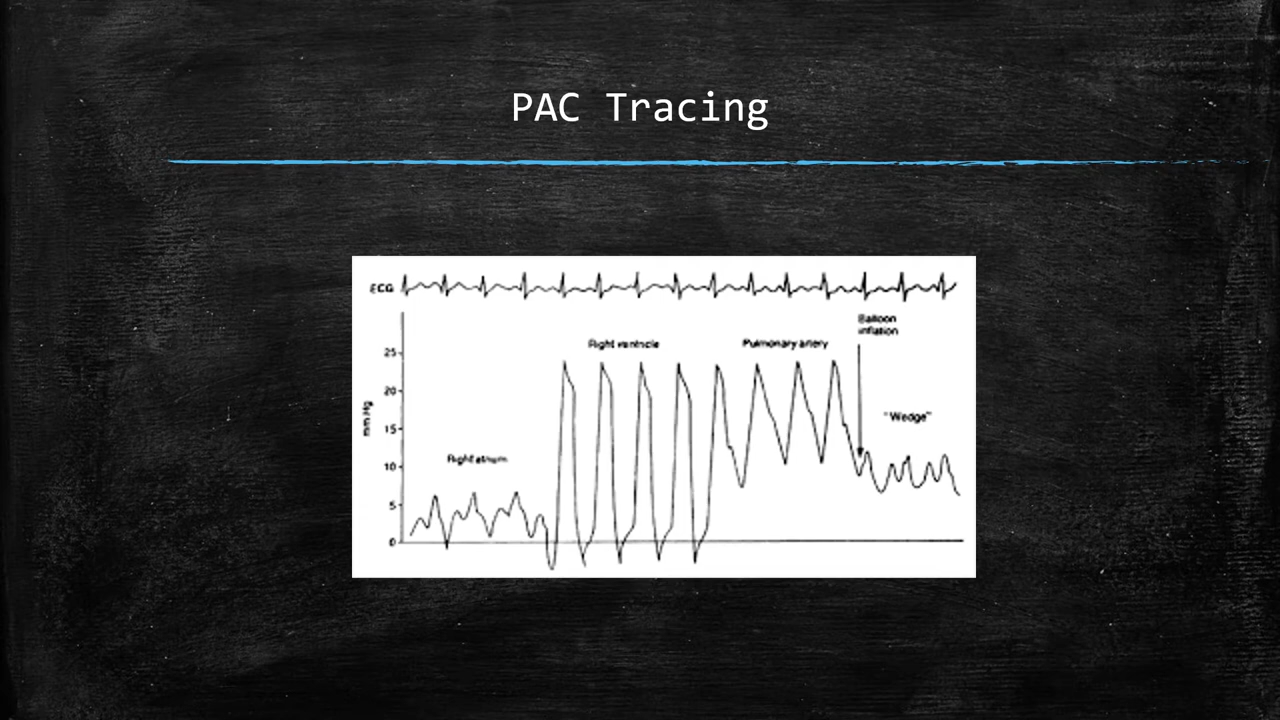 PAC Tracing
ECG
Balloon
inflation
Right ventricle
Pulmonary artery
25
20
"Wedge"
mm Hg
15
Right atrium
10
5
0